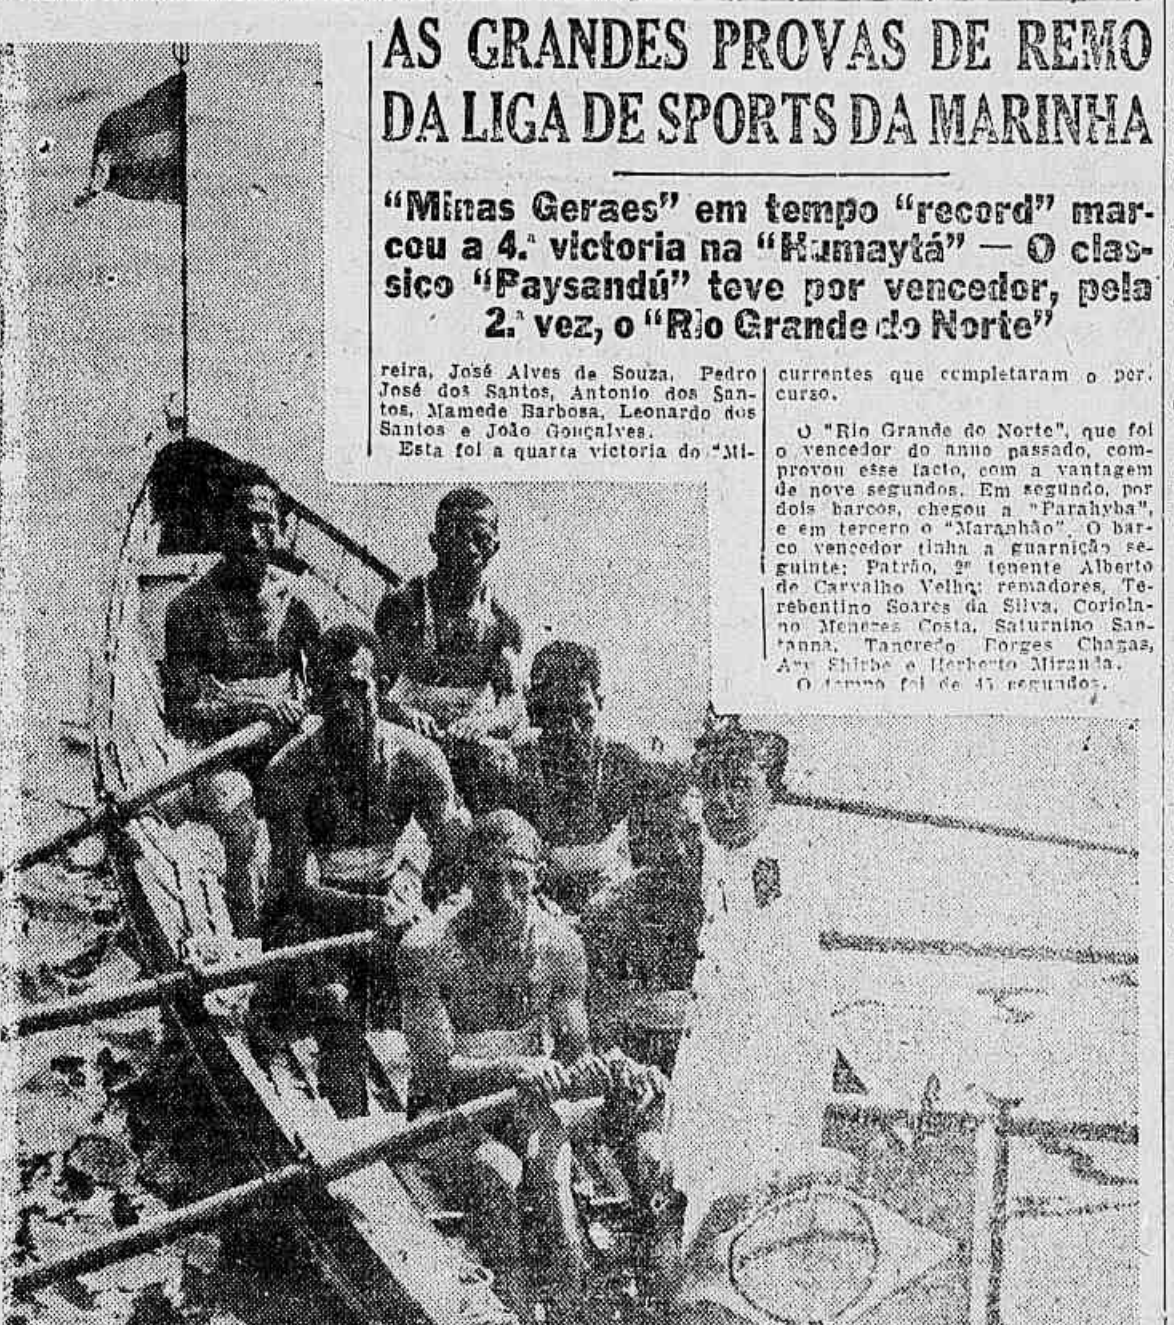 AS GRANDES PROVAS DE REMO
DA LIGA DE SPORTS DA MARINHA
"Minas Geraes" em tempo "record" mar-
cou a 4.ª victoria na "Humaytá" — O clas-
sico "Paysandú" teve por vencedor, pela
2.ª vez, o "Rio Grande do Norte"
reira, José Alves de Souza, Pedro
José dos Santos, Antonio dos San-
tos, Mamede Barbosa, Leonardo dos
Santos e João Gonçalves.
Esta foi a quarta victoria do "Mi-
currentes que completaram o per-
curso.
O "Rio Grande do Norte", que foi
o vencedor do anno passado, com-
provou esse facto, com a vantagem
de nove segundos. Em segundo, por
dois barcos, chegou a "Parahyba",
e em tercero o "Maranhão". O bar-
co vencedor tinha a guarnição se-
guinte: Patrão, 2º tenente Alberto
de Carvalho Velho; remadores, Te-
rebentino Soares da Silva, Coriola-
no Menezes Costa, Saturnino San-
tanna, Tancredo Borges Chagas,
Ary e Herberto Miranda.
O tempo foi de segundos.